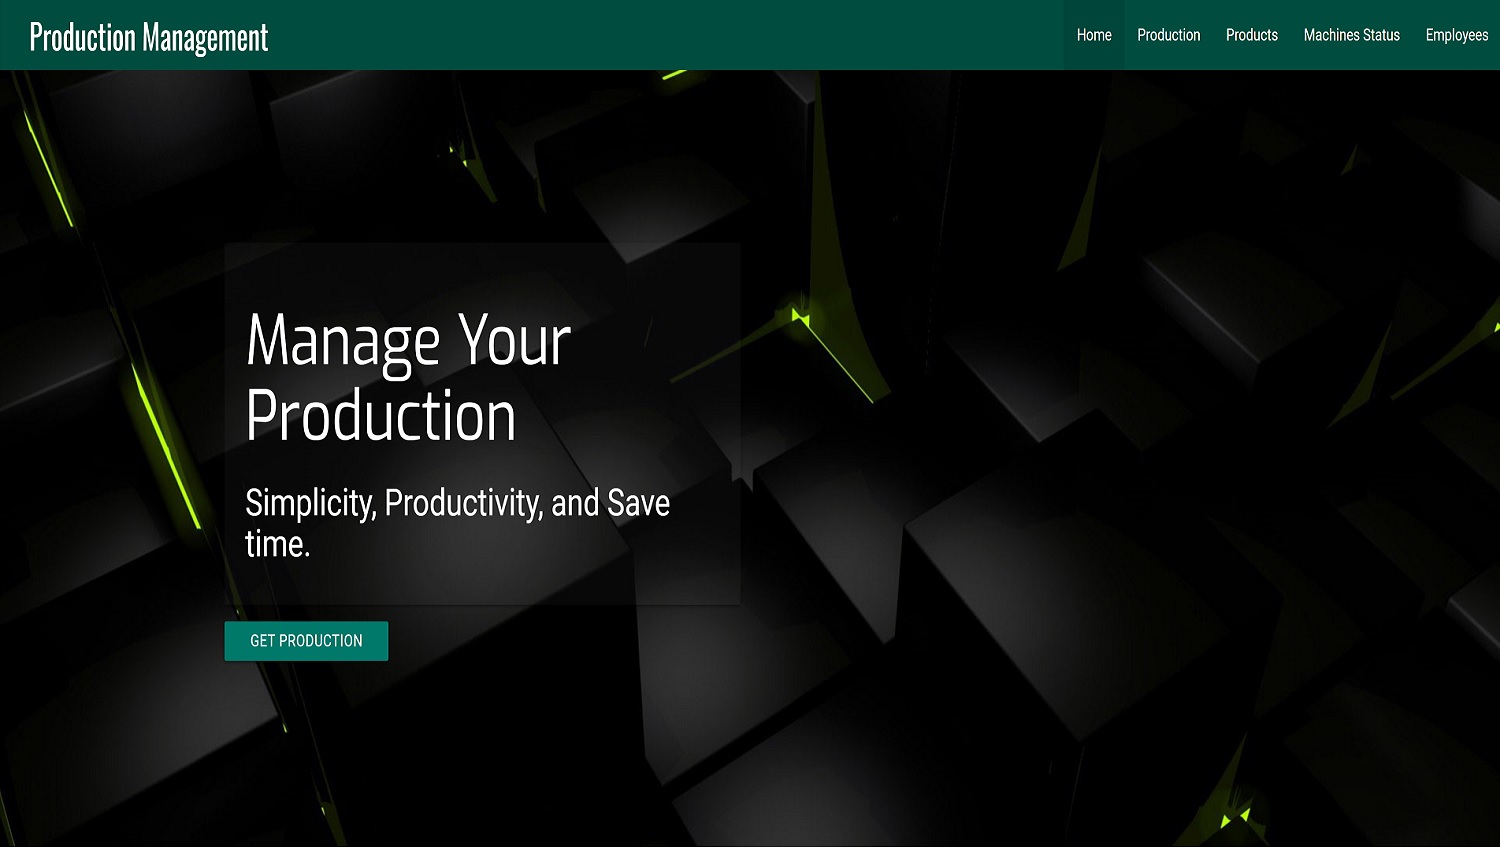 Production Management
Home Production Products Machines Status Employees
Manage Your
Production
Simplicity, Productivity, and Save
time.
GET PRODUCTION